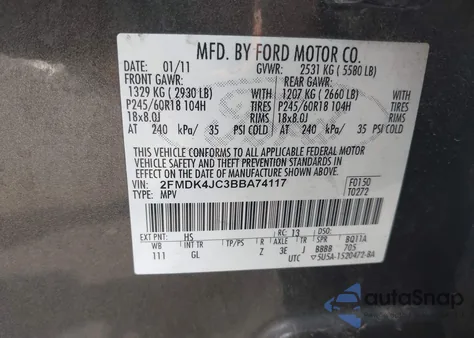 MFD. BY FORD MOTOR CO.
DATE: 01/11 GVWR: 2531 KG ( 5580 LB)
FRONT GAWR: REAR GAWR:
1329 KG ( 2930 LB) 1207 KG ( 2660 LB)
P245/60R18 104H TIRES P245/60R18 104H
18x8.0J RIMS 18x8.0J
AT 240 kPa/ 35 PSI COLD AT 240 kPa/ 35 PSI COLD
THIS VEHICLE CONFORMS TO ALL APPLICABLE FEDERAL MOTOR
VEHICLE SAFETY AND THEFT PREVENTION STANDARDS IN
EFFECT ON THE DATE OF MANUFACTURE SHOWN ABOVE.
VIN: 2FMDK4JC3BBA74117 F0150
TYPE: MPV T0272
EXT PNT: HS RC: 13 DSO:
WB INT TR TP/PS R AXLE TR SPR BQ11A
111 GL Z 3E J BBBB 705
UTC 5U5A-1520472-BA
autoSnap